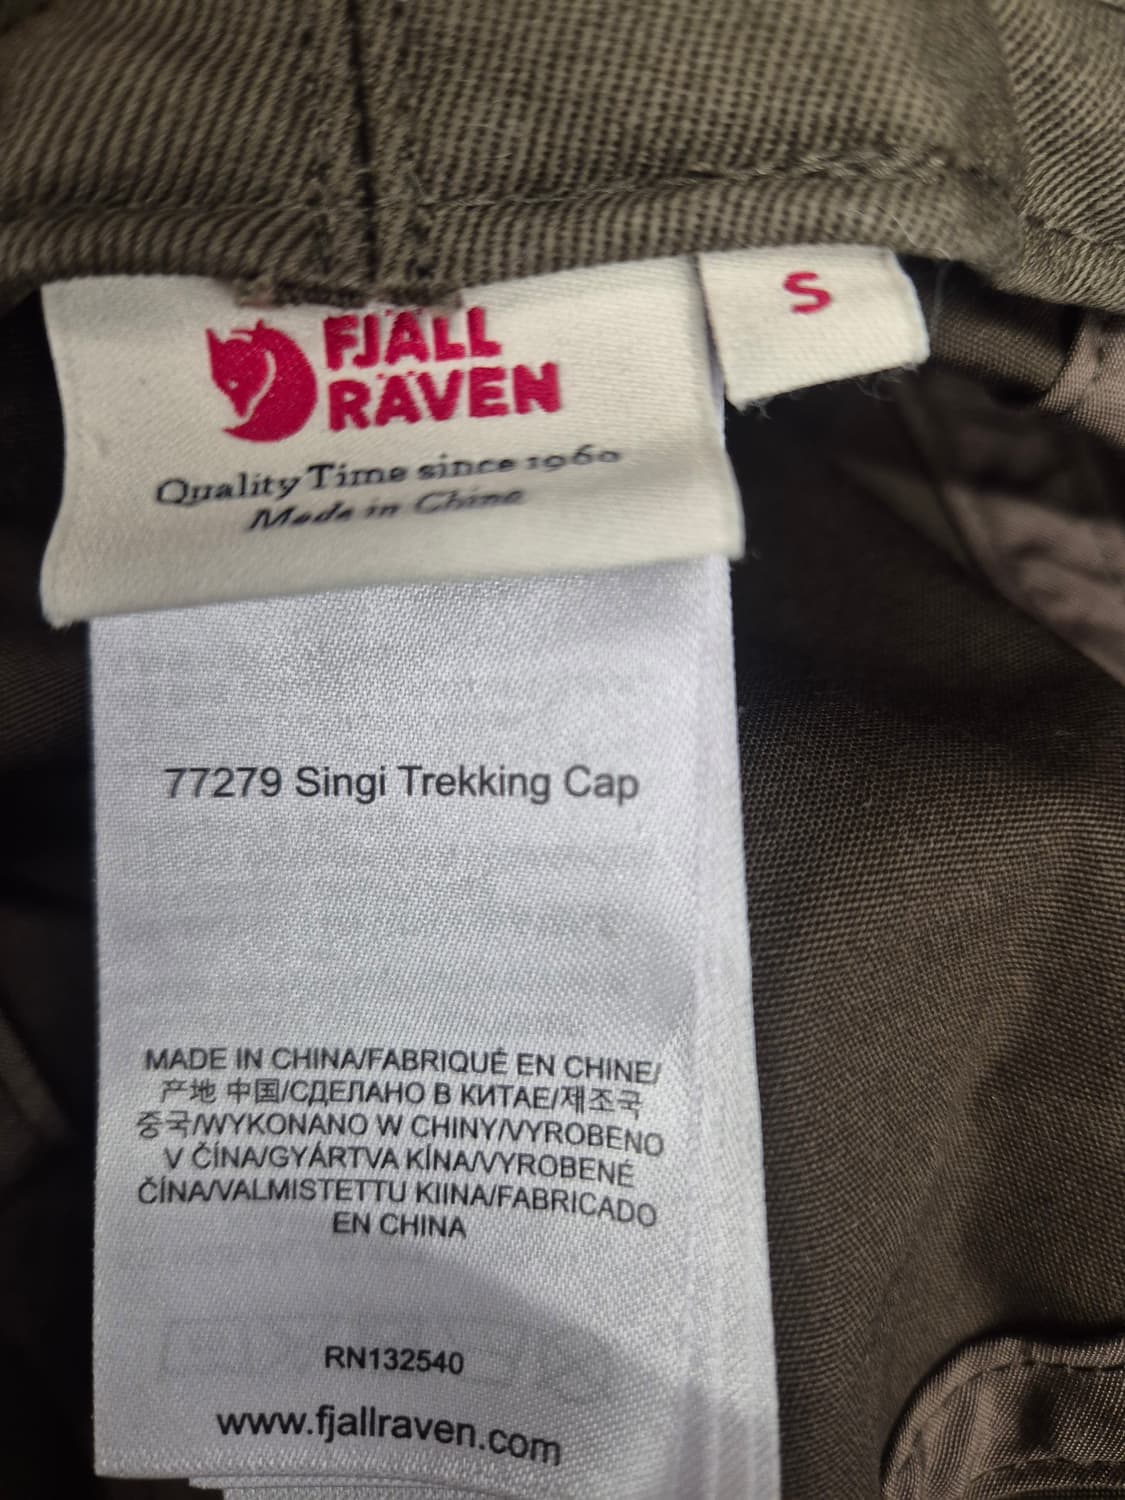 FJÄLL
RÄVEN
S
Quality Time since 1960
Made in China
77279 Singi Trekking Cap
MADE IN CHINA/FABRIQUÉ EN CHINE/
产地 中国/СДЕЛАНО В КИТАЕ/제조국
중국/WYKONANO W CHINY/VYROBENO
V ČÍNA/GYÁRTVA KÍNA/VYROBENÉ
ČÍNA/VALMISTETTU KIINA/FABRICADO
EN CHINA
RN132540
www.fjallraven.com